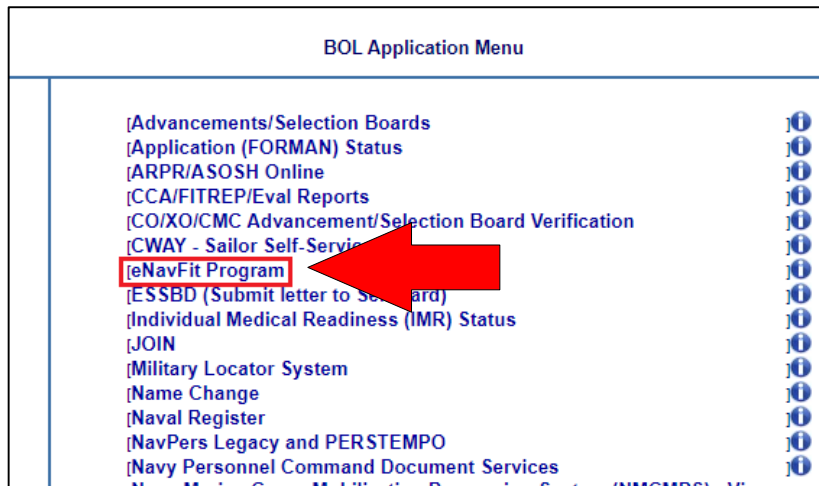 BOL Application Menu
[Advancements/Selection Boards ]
[Application (FORMAN) Status ]
[ARPR/ASOSH Online ]
[CCA/FITREP/Eval Reports ]
[CO/XO/CMC Advancement/Selection Board Verification ]
[CWAY - Sailor Self-Service ]
[eNavFit Program ]
[ESSBD (Submit letter to ard) ]
[Individual Medical Readiness (IMR) Status ]
[JOIN ]
[Military Locator System ]
[Name Change ]
[Naval Register ]
[NavPers Legacy and PERSTEMPO ]
[Navy Personnel Command Document Services ]